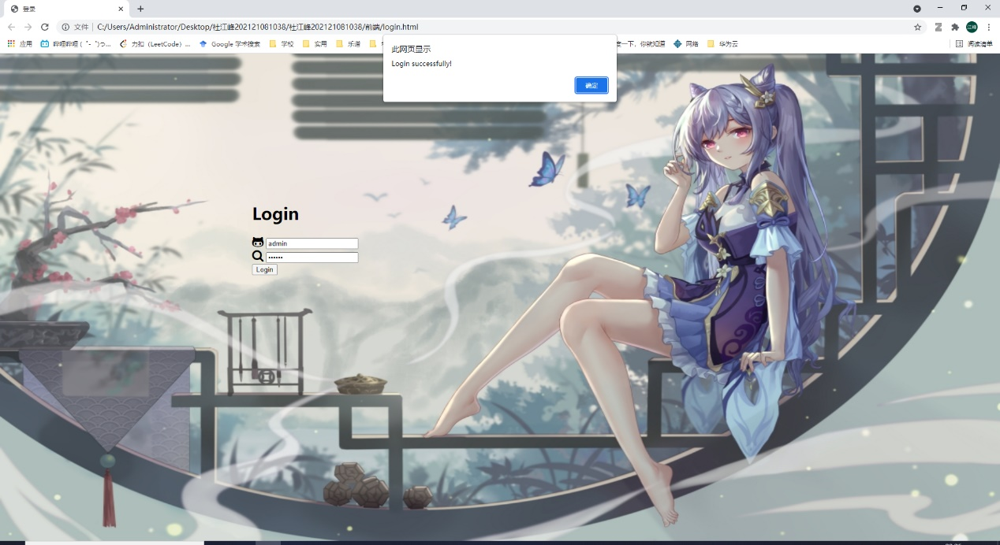 登录
文件 C:/Users/Administrator/Desktop/杜江峰202121081038/杜江峰202121081038/前端/login.html
应用 哔哩哔哩 (゜-゜)つ... 力扣（LeetCode）... Google 学术搜索 学校 实用 乐谱 度一下，你就知道 网络 华为云 阅读清单
此网页显示
Login successfully!
确定
Login
admin
••••••
Login